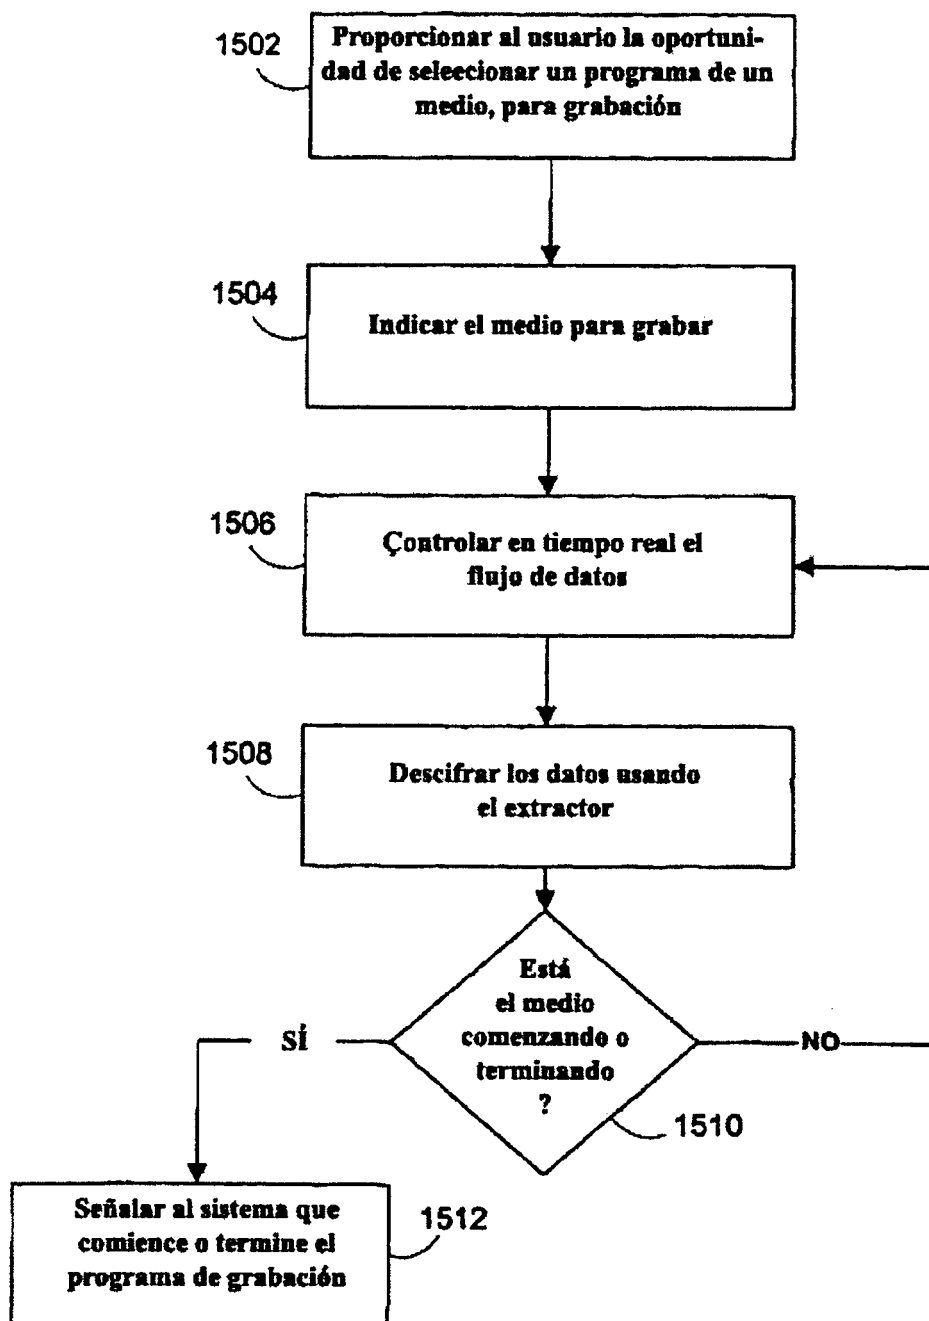 1502
Proporcionar al usuario la oportuni-
dad de seleecionar un programa de un
medio, para grabación
1504
Indicar el medio para grabar
1506
Çontrolar en tiempo real el
flujo de datos
1508
Descifrar los datos usando
el extractor
Está
el medio
comenzando o
terminando
?
SÍ
NO
1510
Señalar al sistema que
comience o termine el
programa de grabación
1512